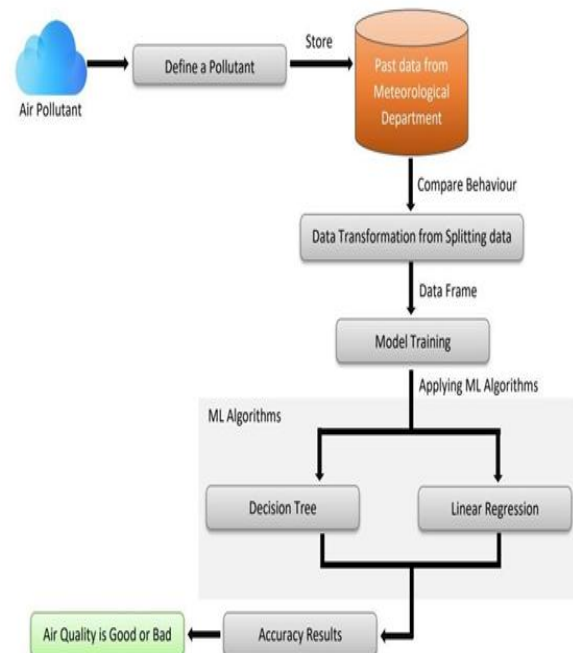 Air Pollutant
Define a Pollutant
Store
Past data from
Meteorological
Department
Compare Behaviour
Data Transformation from Splitting data
Data Frame
Model Training
Applying ML Algorithms
ML Algorithms
Decision Tree
Linear Regression
Air Quality is Good or Bad
Accuracy Results